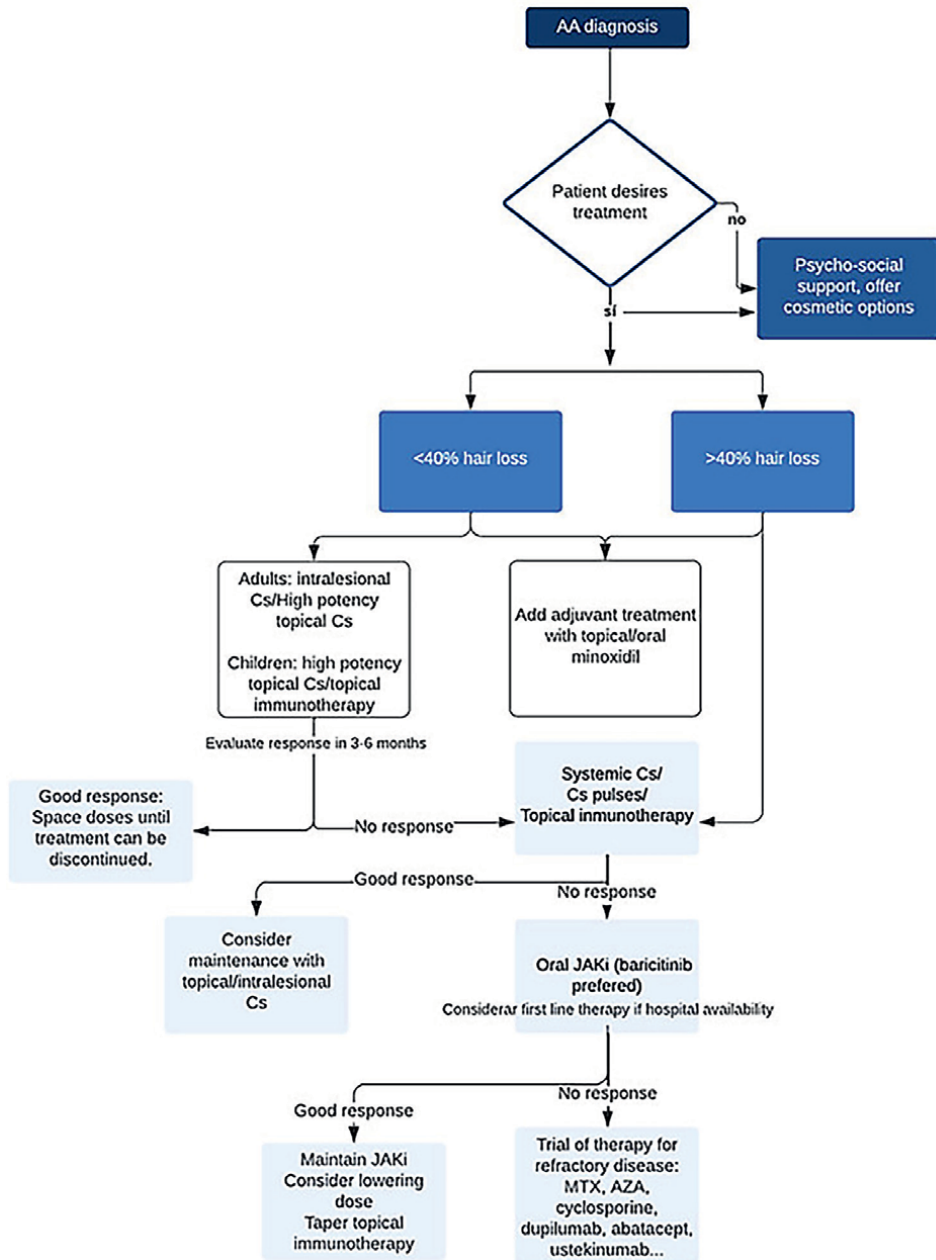 AA diagnosis
Patient desires
treatment
no
Psycho-social
support, offer
cosmetic options
sí
<40% hair loss
>40% hair loss
Adults: intralesional
Cs/High potency
topical Cs
Children: high potency
topical Cs/topical
immunotherapy
Add adjuvant treatment
with topical/oral
minoxidil
Evaluate response in 3-6 months
Good response:
Space doses until
treatment can be
discontinued.
No response
Systemic Cs/
Cs pulses/
Topical inmunotherapy
Good response
No response
Consider
maintenance with
topical/intralesional
Cs
Oral JAKi (baricitinib
prefered)
Considerar first line therapy if hospital availability
Good response
No response
Maintain JAKi
Consider lowering
dose
Taper topical
immunotherapy
Trial of therapy for
refractory disease:
MTX, AZA,
cyclosporine,
dupilumab, abatacept,
ustekinumab...